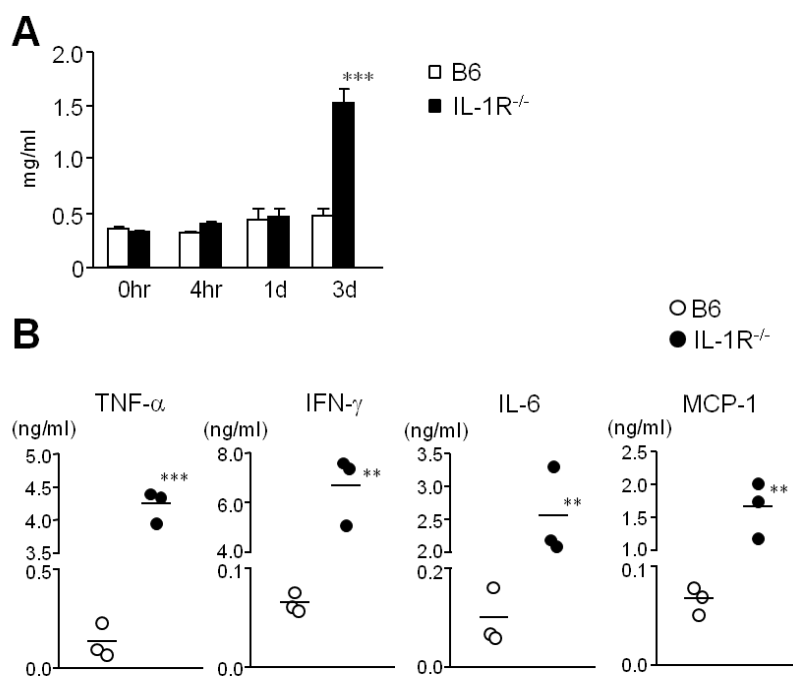 A
2.0
1.5
1.0
0.5
0
mg/ml
***
0hr 4hr 1d 3d
B6
IL-1R-/-
B
B6
IL-1R-/-
TNF-α
(ng/ml)
5.0
4.5
4.0
3.5
0.5
0.0
***
IFN-γ
(ng/ml)
8.0
6.0
4.0
0.1
0.0
**
IL-6
(ng/ml)
3.5
3.0
2.5
2.0
0.2
0.0
**
MCP-1
(ng/ml)
2.5
2.0
1.5
1.0
0.1
0.0
**